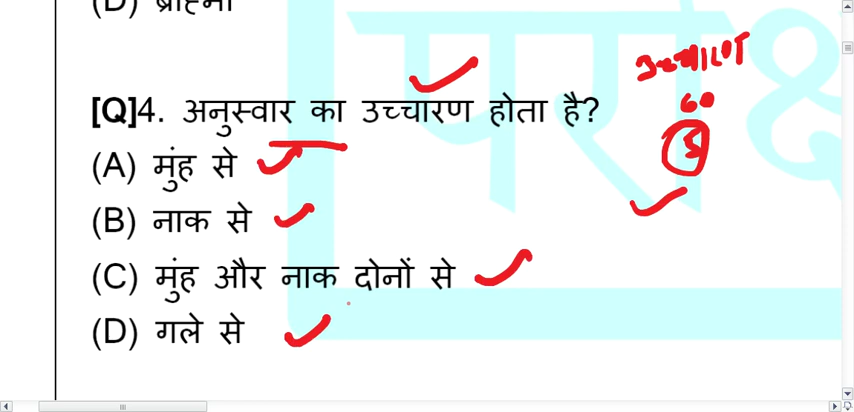 (D) ब्राह्मी
[Q]4. अनुस्वार का उच्चारण होता है?
(A) मुंह से
(B) नाक से
(C) मुंह और नाक दोनों से
(D) गले से